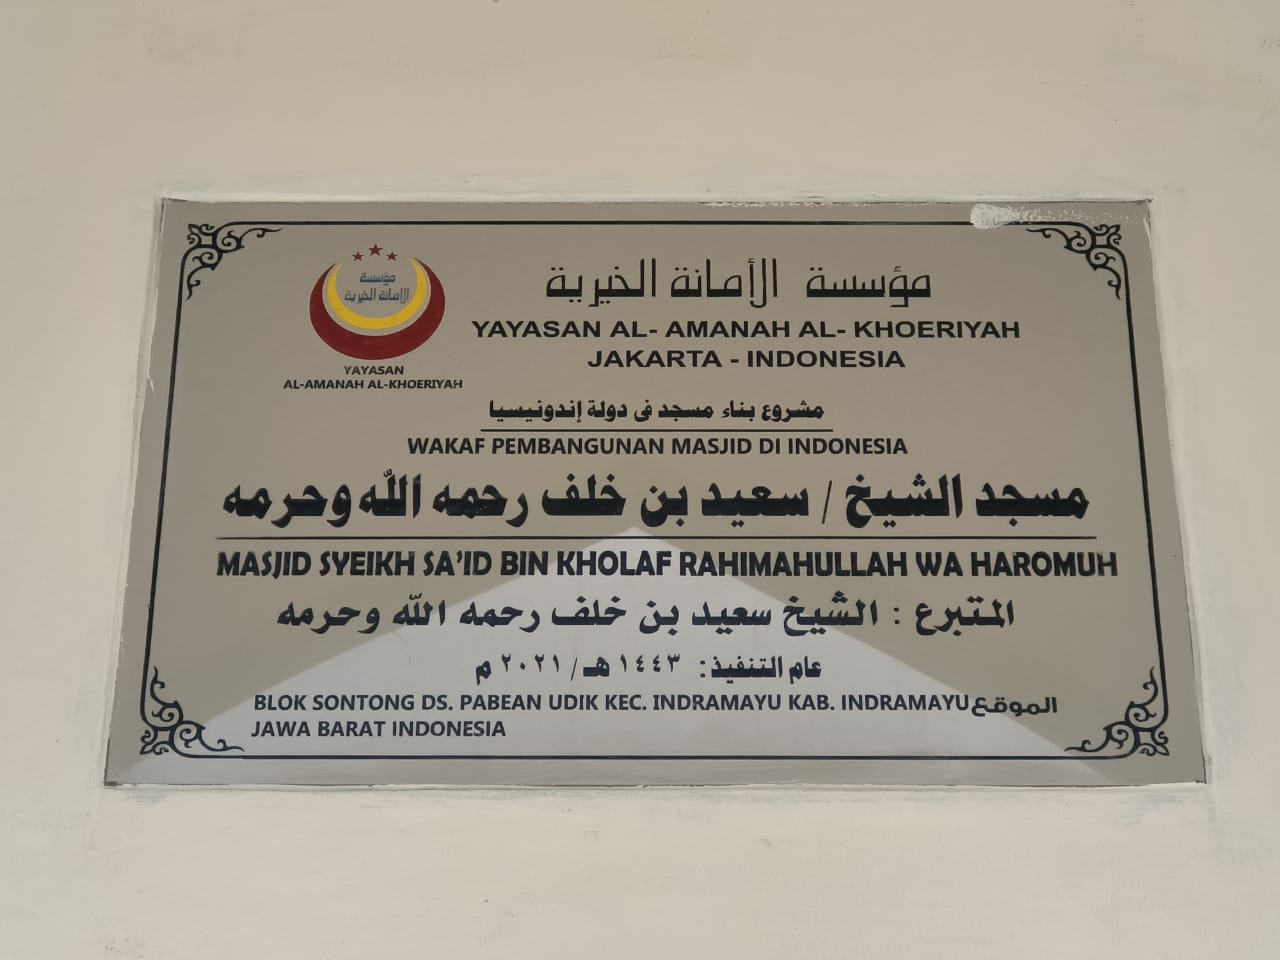 مؤسسة
الأمانة الخيرية
YAYASAN
AL-AMANAH AL-KHOERIYAH
مؤسسة الأمانة الخيرية
YAYASAN AL- AMANAH AL- KHOERIYAH
JAKARTA - INDONESIA
مشروع بناء مسجد فى دولة إندونيسيا
WAKAF PEMBANGUNAN MASJID DI INDONESIA
مسجد الشيخ / سعيد بن خلف رحمه الله وحرمه
MASJID SYEIKH SA'ID BIN KHOLAF RAHIMAHULLAH WA HAROMUH
المتبرع : الشيخ سعيد بن خلف رحمه الله وحرمه
عام التنفيذ: ١٤٤٣ هـ/ ٢٠٢١ م
BLOK SONTONG DS. PABEAN UDIK KEC. INDRAMAYU KAB. INDRAMAYU الموقع
JAWA BARAT INDONESIA